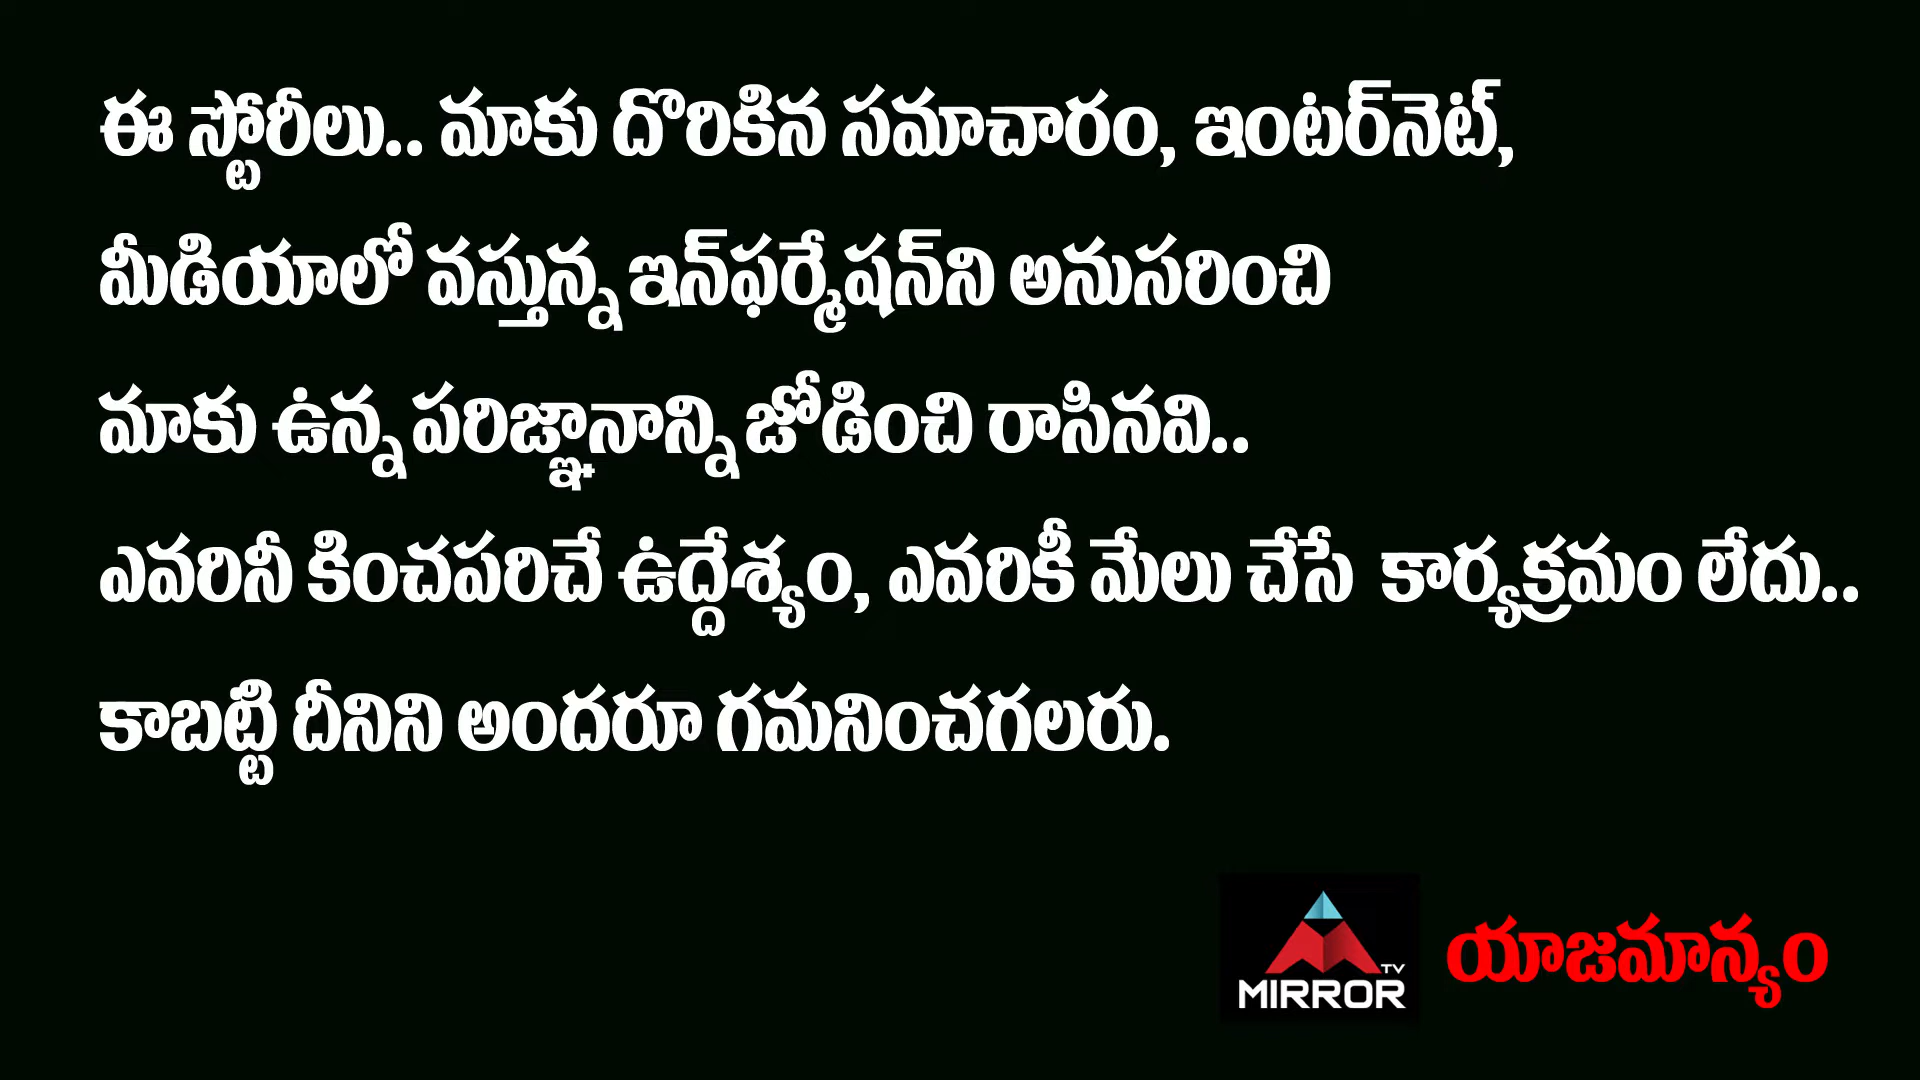 ఈ స్టోరీలు.. మాకు దొరికిన సమాచారం, ఇంటర్‌నెట్,
మీడియాలో వస్తున్న ఇన్‌ఫర్మేషన్‌ని అనుసరించి
మాకు ఉన్న పరిజ్ఞానాన్ని జోడించి రాసినవి..
ఎవరినీ కించపరిచే ఉద్దేశ్యం, ఎవరికీ మేలు చేసే కార్యక్రమం లేదు..
కాబట్టి దీనిని అందరూ గమనించగలరు.
TV
MIRROR
యాజమాన్యం